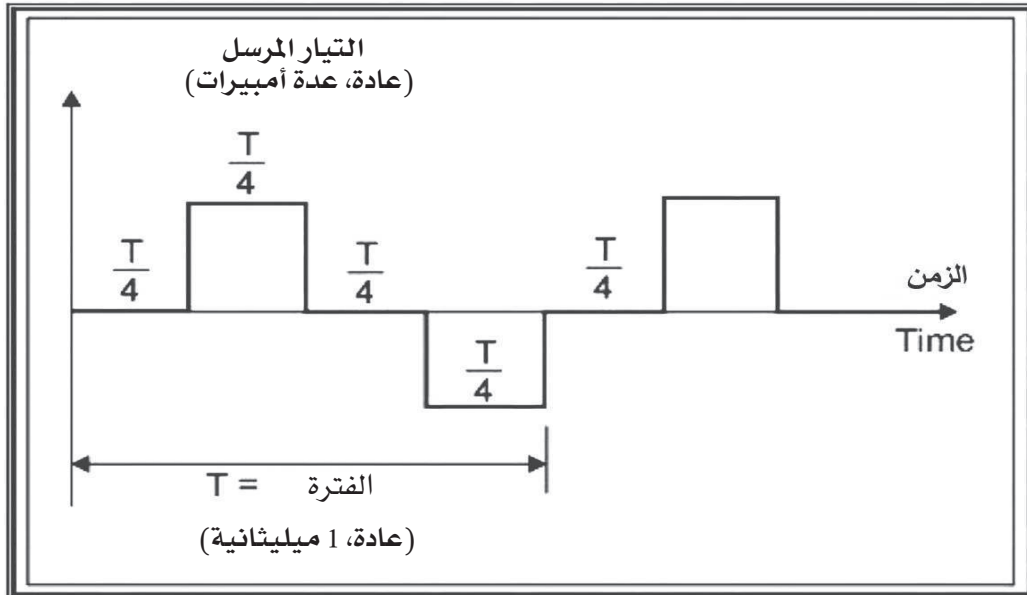 التيار المرسل
(عادة، عدة أمبيرات)
T
4
T
4
T
4
T
4
الزمن
Time
T
4
T = الفترة
(عادة، 1 ميليثانية)